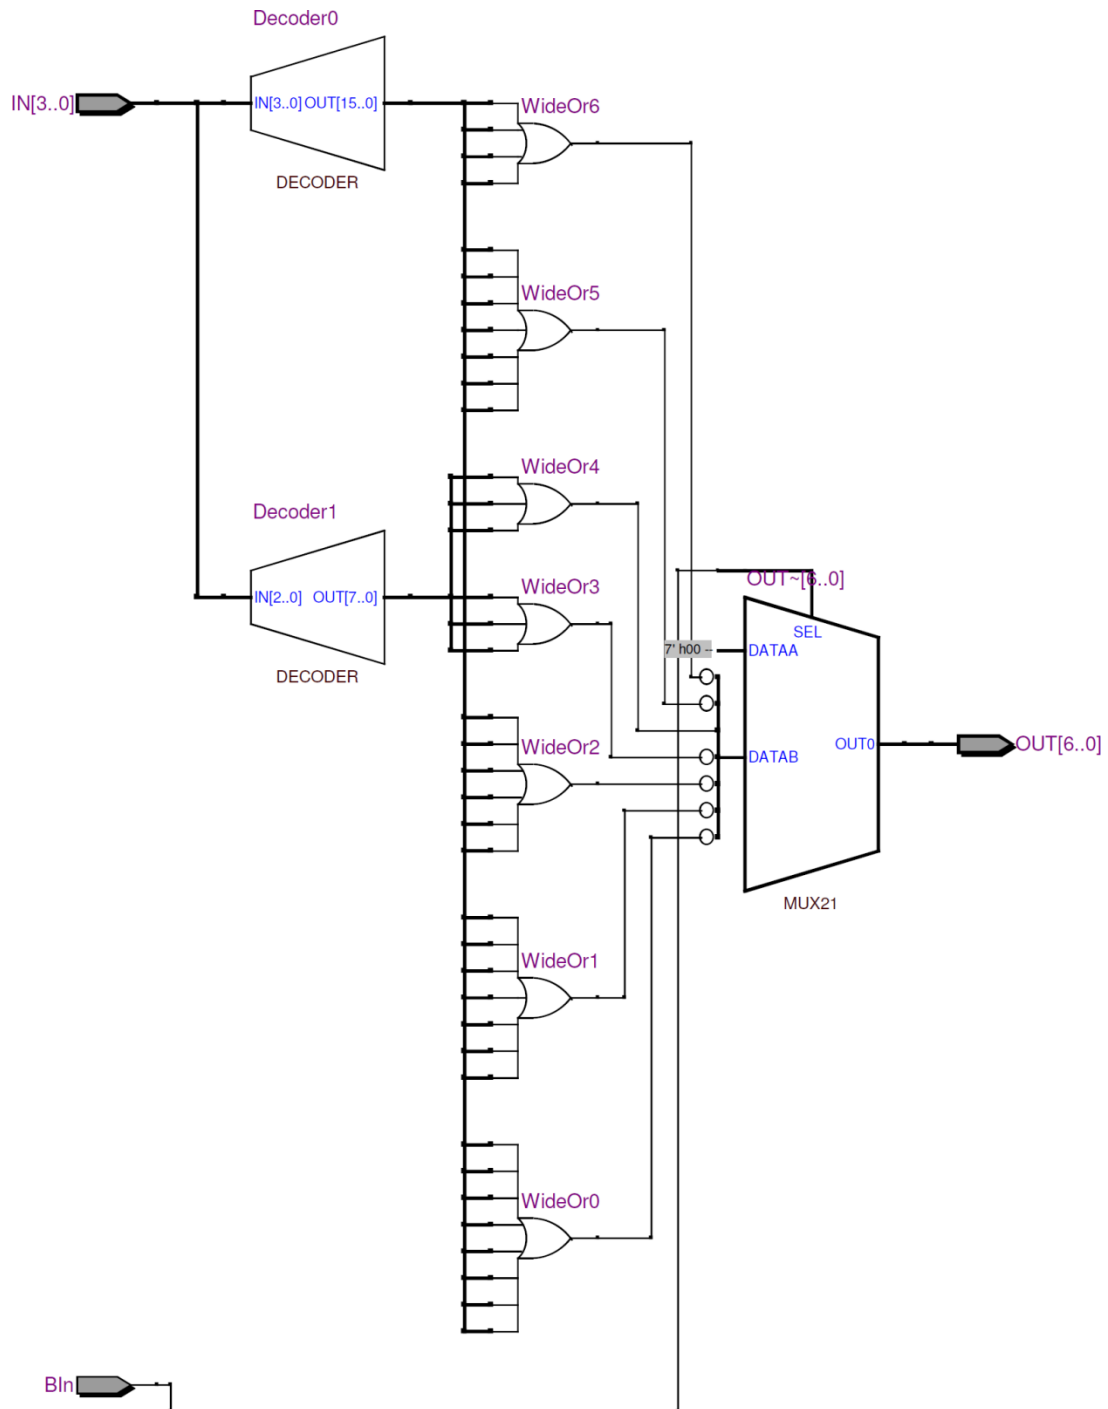 Decoder0
IN[3..0]
IN[3..0] OUT[15..0]
DECODER
WideOr6
WideOr5
WideOr4
Decoder1
IN[2..0] OUT[7..0]
DECODER
WideOr3
OUT~[6..0]
SEL
7' h00 --
DATAA
WideOr2
DATAB
OUT0
OUT[6..0]
MUX21
WideOr1
WideOr0
BIn